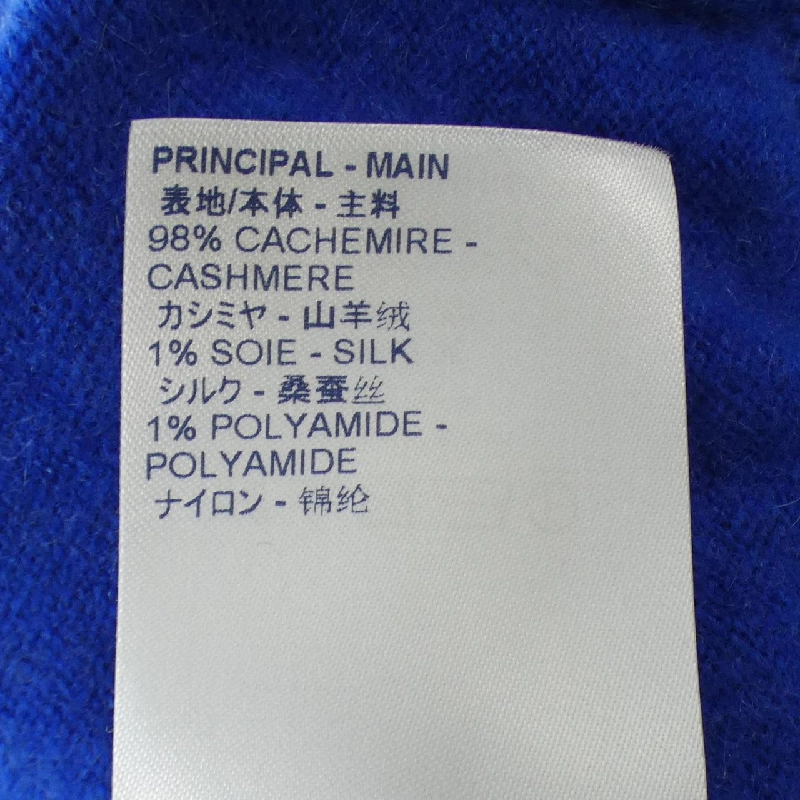 PRINCIPAL - MAIN
表地/本体 - 主料
98% CACHEMIRE -
CASHMERE
カシミヤ - 山羊绒
1% SOIE - SILK
シルク - 桑蚕丝
1% POLYAMIDE -
POLYAMIDE
ナイロン - 锦纶